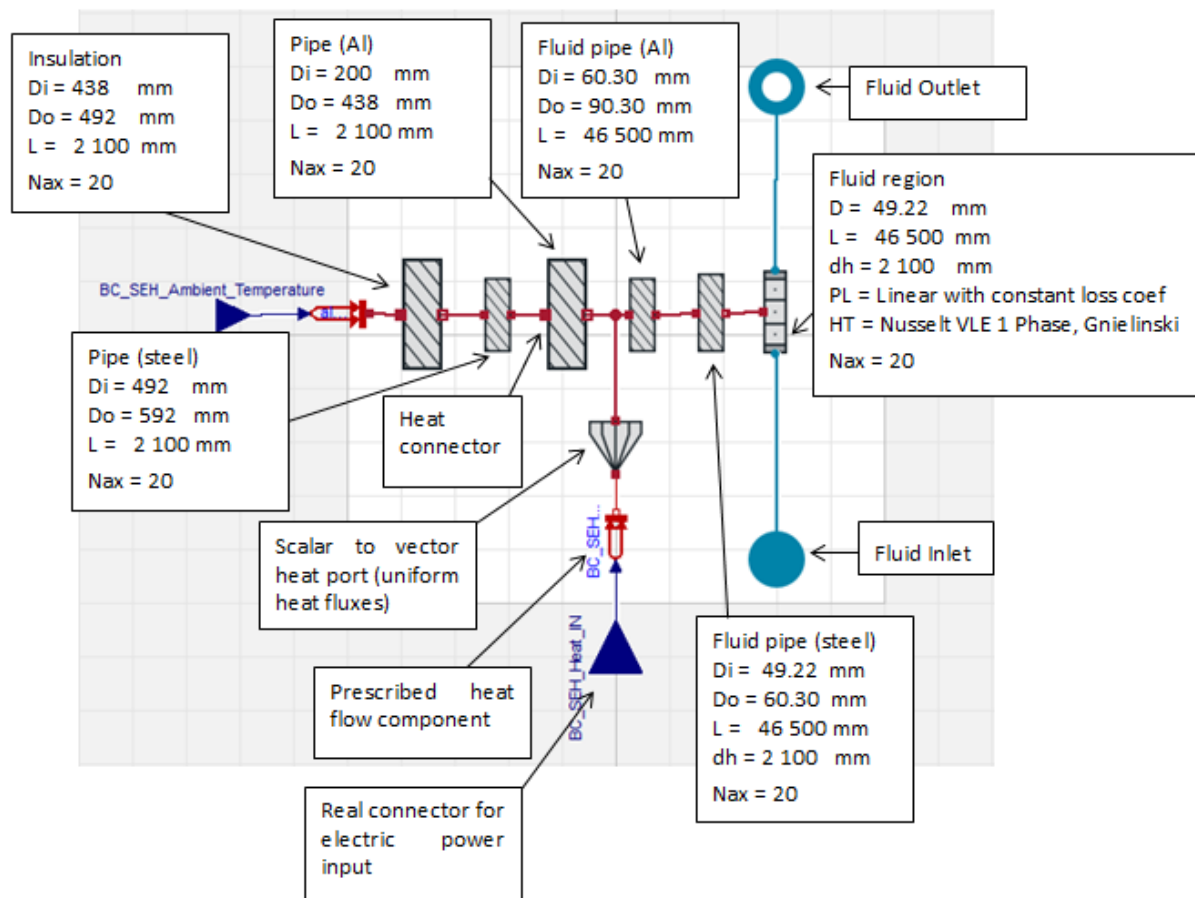 Insulation
Di = 438 mm
Do = 492 mm
L = 2 100 mm
Nax = 20
Pipe (Al)
Di = 200 mm
Do = 438 mm
L = 2 100 mm
Nax = 20
Fluid pipe (Al)
Di = 60.30 mm
Do = 90.30 mm
L = 46 500 mm
Nax = 20
Fluid Outlet
Fluid region
D = 49.22 mm
L = 46 500 mm
dh = 2 100 mm
PL = Linear with constant loss coef
HT = Nusselt VLE 1 Phase, Gnielinski
Nax = 20
BC_SEH_Ambient_Temperature
Pipe (steel)
Di = 492 mm
Do = 592 mm
L = 2 100 mm
Nax = 20
Heat
connector
Scalar to vector
heat port (uniform
heat fluxes)
BC_SEH...
Fluid Inlet
BC_SEH_Heat_IN
Prescribed heat
flow component
Fluid pipe (steel)
Di = 49.22 mm
Do = 60.30 mm
L = 46 500 mm
dh = 2 100 mm
Nax = 20
Real connector for
electric power
input